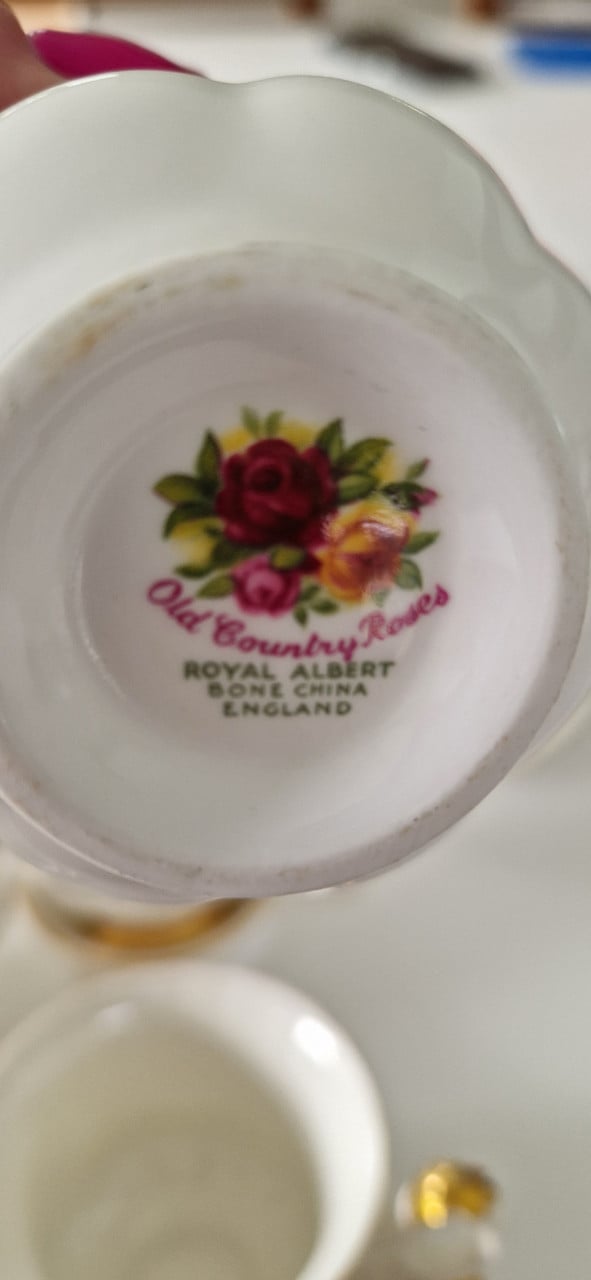 Old Country Roses
ROYAL ALBERT
BONE CHINA
ENGLAND